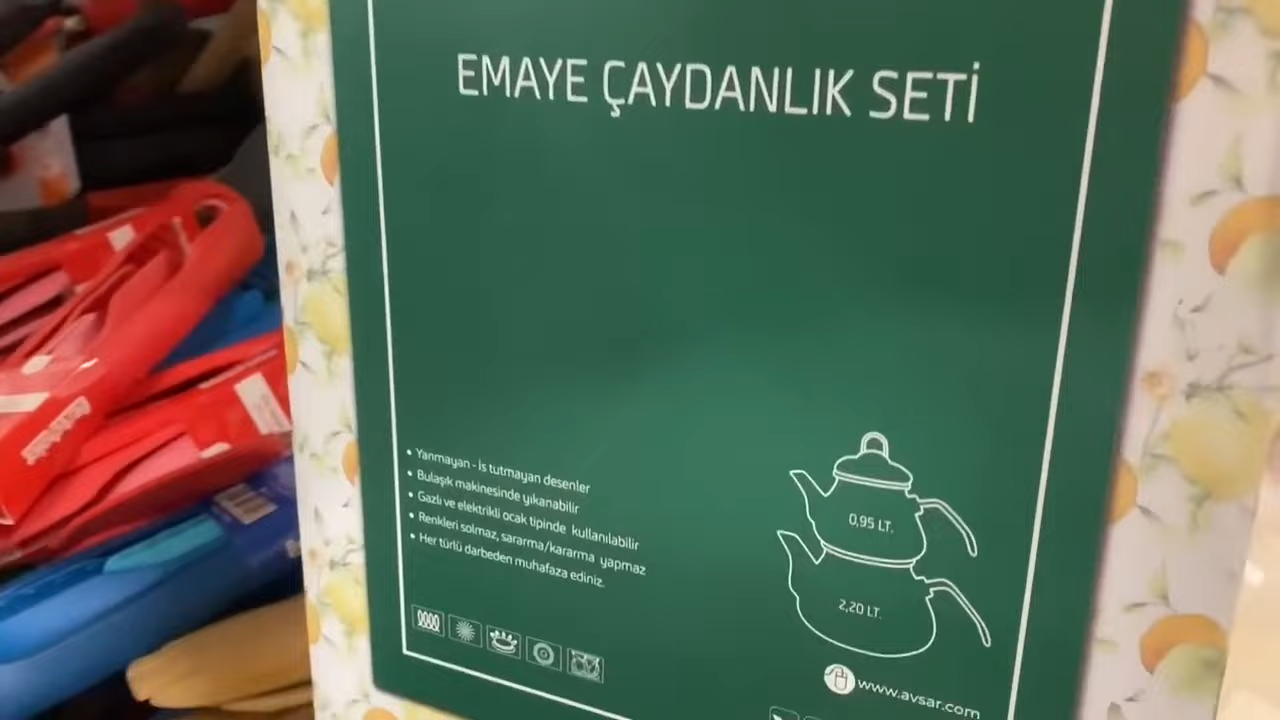 EMAYE ÇAYDANLIK SETİ
• Yanmayan - İs tutmayan desenler
• Bulaşık makinesinde yıkanabilir
• Gazlı ve elektrikli ocak tipinde kullanılabilir
• Renkleri solmaz, sararma/kararma yapmaz
• Her türlü darbeden muhafaza ediniz.
0,95 LT.
2,20 LT.
www.avsar.com